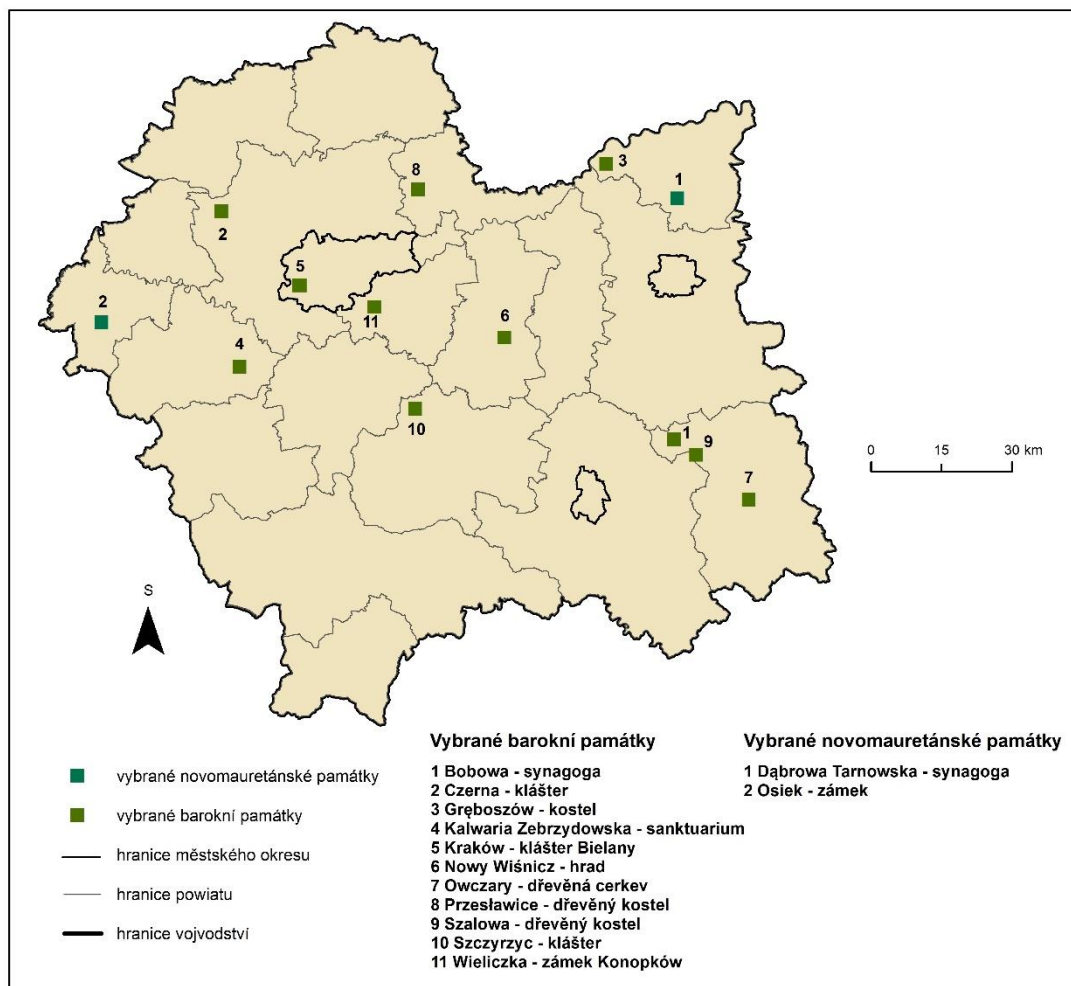 3
1
8
2
5
2
11
6
4
10
1
9
7
0 15 30 km
S
vybrané novomauretánské památky
vybrané barokní památky
hranice městského okresu
hranice powiatu
hranice vojvodství
Vybrané barokní památky
1 Bobowa - synagoga
2 Czerna - klášter
3 Gręboszów - kostel
4 Kalwaria Zebrzydowska - sanktuarium
5 Kraków - klášter Bielany
6 Nowy Wiśnicz - hrad
7 Owczary - dřevěná cerkev
8 Przesławice - dřevěný kostel
9 Szalowa - dřevěný kostel
10 Szczyrzyc - klášter
11 Wieliczka - zámek Konopków
Vybrané novomauretánské památky
1 Dąbrowa Tarnowska - synagoga
2 Osiek - zámek